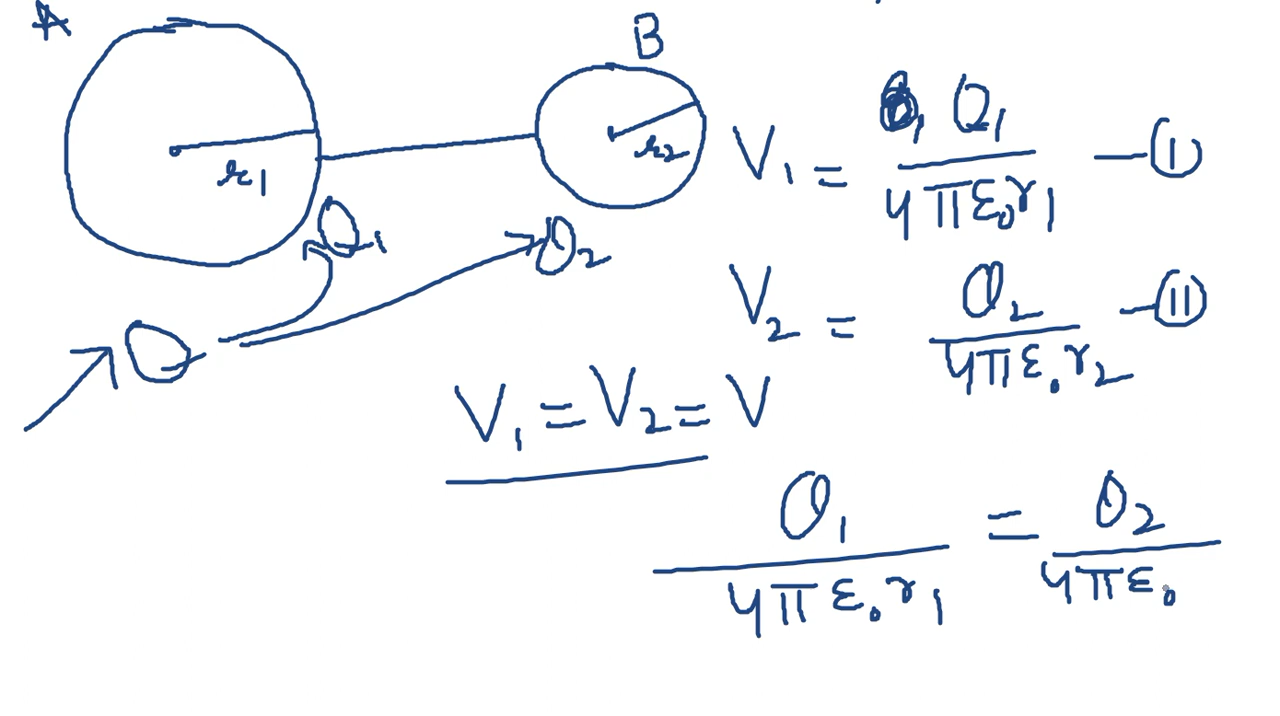 A
B
r₁
r₂
V₁ = Q₁ / 4πε₀r₁ —(I)
Q₁
Q₂
V₂ = Q₂ / 4πε₀r₂ —(II)
Q
V₁ = V₂ = V
Q₁ / 4πε₀r₁ = Q₂ / 4πε₀